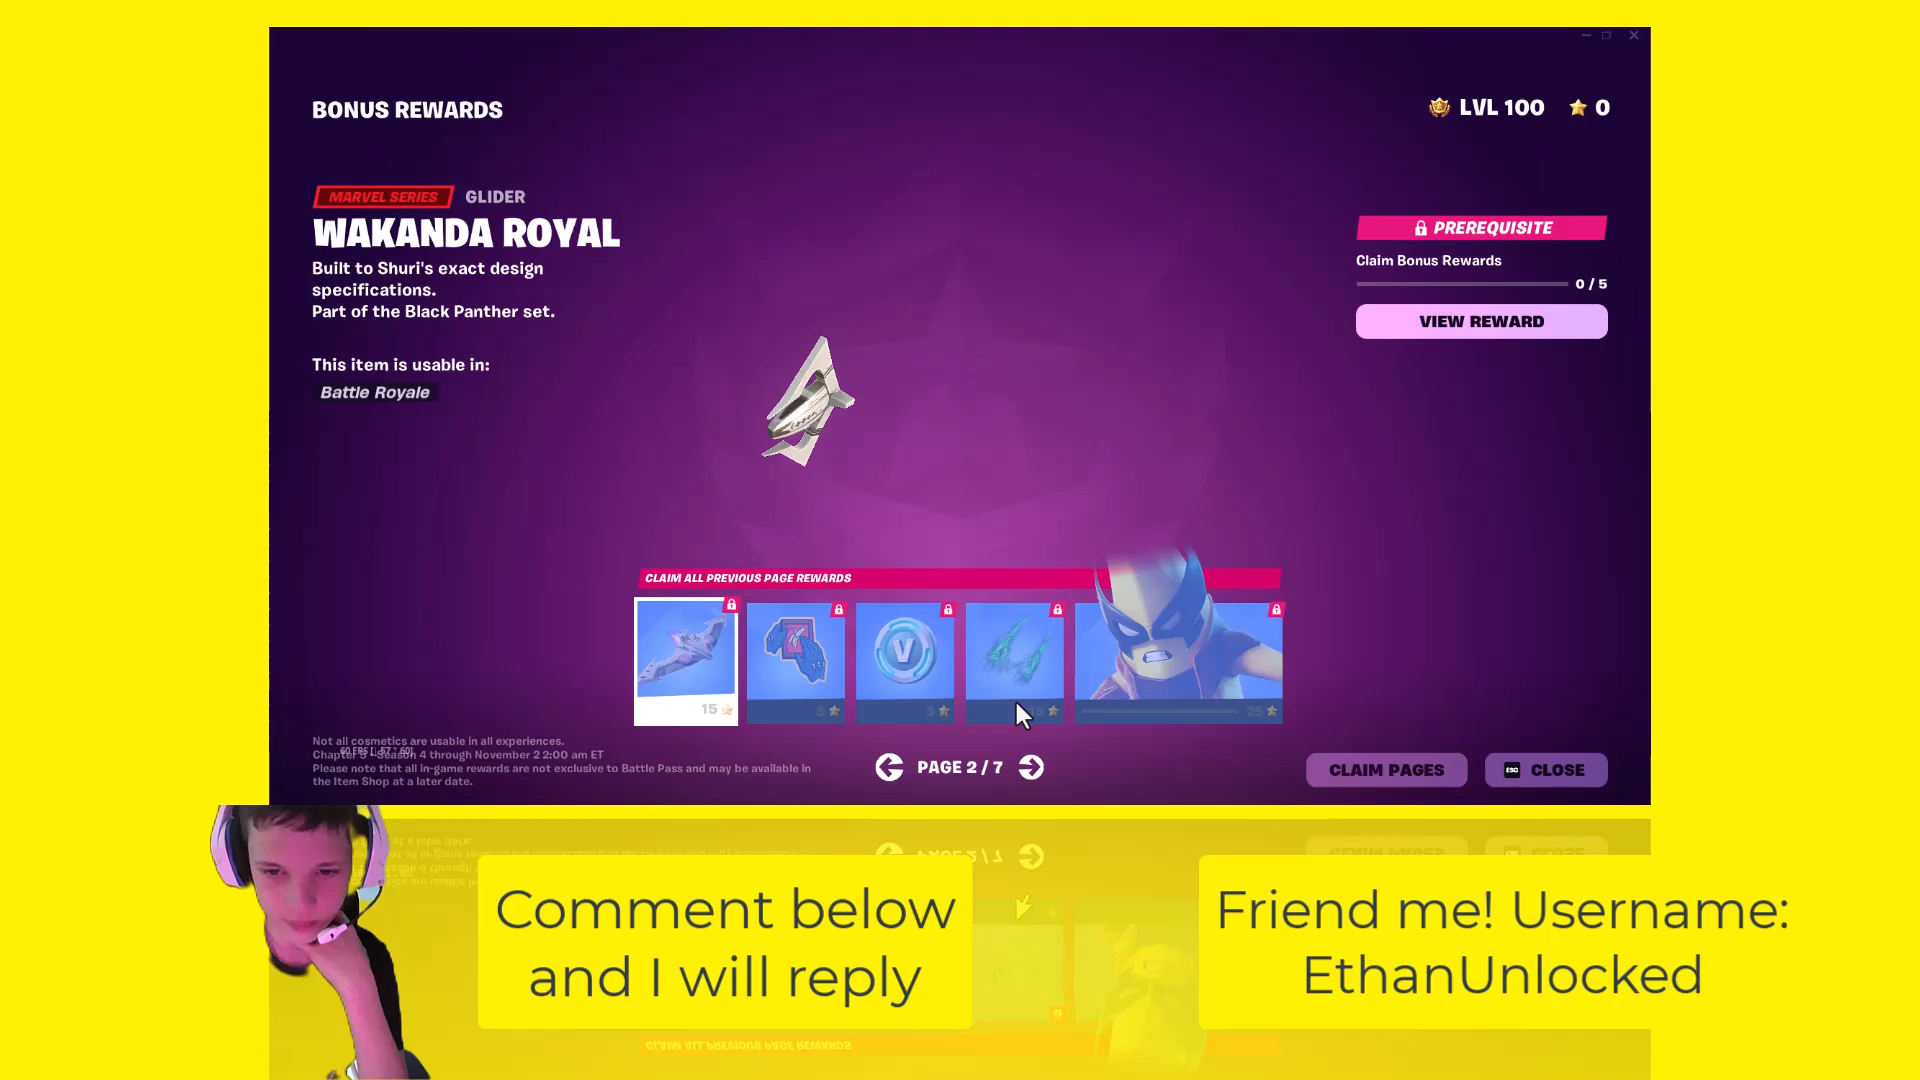 BONUS REWARDS
LVL 100
0
MARVEL SERIES GLIDER
WAKANDA ROYAL
Built to Shuri's exact design
specifications.
Part of the Black Panther set.
This item is usable in:
Battle Royale
PREREQUISITE
Claim Bonus Rewards
0 / 5
VIEW REWARD
CLAIM ALL PREVIOUS PAGE REWARDS
V
15
5
25
Not all cosmetics are usable in all experiences.
Season 4 through November 2 2:00 am ET
Please note that all in-game rewards are not exclusive to Battle Pass and may be available in
the Item Shop at a later date.
PAGE 2 / 7
CLAIM PAGES
ESC CLOSE
Comment below
and I will reply
Friend me! Username:
EthanUnlocked